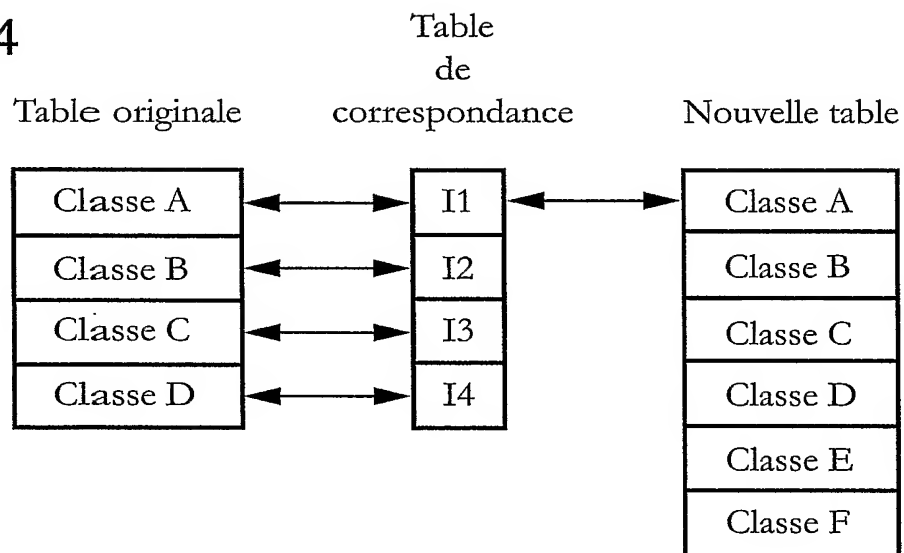 4
Table
de
correspondance
Table originale
Nouvelle table
Classe A
I1
Classe A
Classe B
I2
Classe B
Classe C
I3
Classe C
Classe D
I4
Classe D
Classe E
Classe F